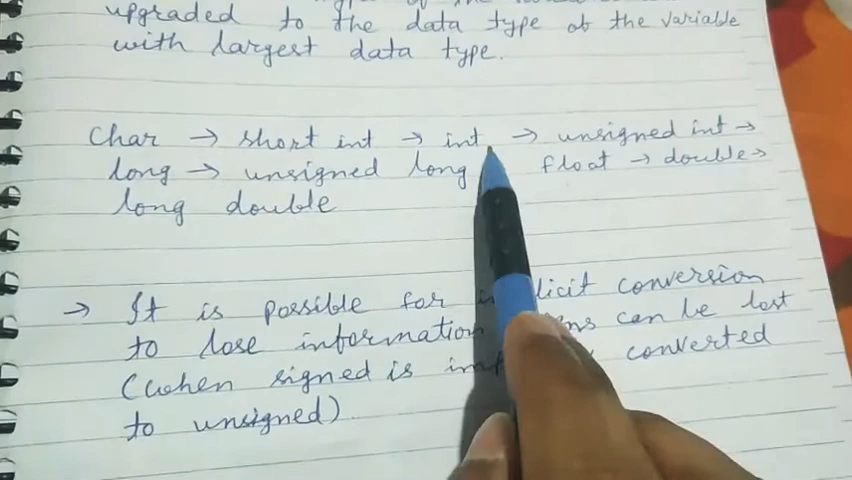 upgraded to the data type of the variable
with largest data type.
Char → short int → int → unsigned int →
long → unsigned long float → double →
long double
→ It is possible for implicit conversion
to lose information can be lost
(when signed is converted
to unsigned)